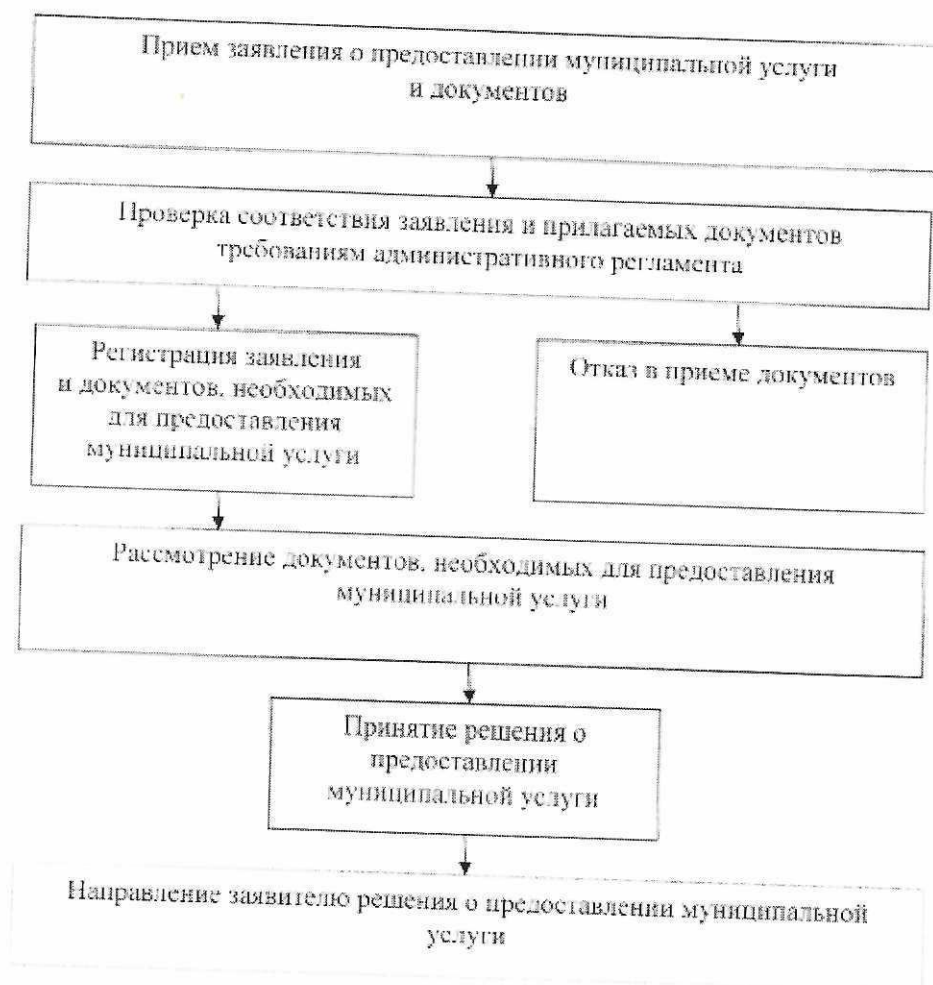 Прием заявления о предоставлении муниципальной услуги
и документов
Проверка соответствия заявления и прилагаемых документов
требованиям административного регламента
Регистрация заявления
и документов, необходимых
для предоставления
муниципальной услуги
Отказ в приеме документов
Рассмотрение документов, необходимых для предоставления
муниципальной услуги
Принятие решения о
предоставлении
муниципальной услуги
Направление заявителю решения о предоставлении муниципальной
услуги